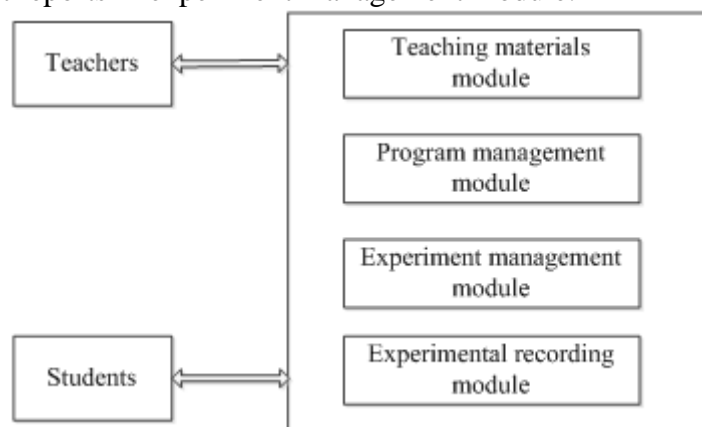 Teachers
Teaching materials
module
Program management
module
Experiment management
module
Students
Experimental recording
module